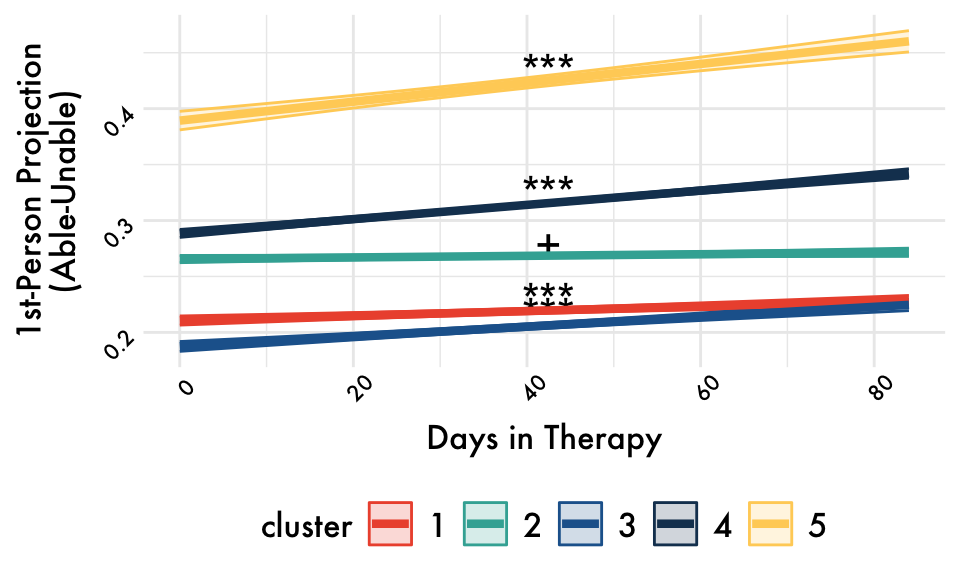 1st-Person Projection
(Able-Unable)
0.4
0.3
0.2
***
***
+
***
***
0 20 40 60 80
Days in Therapy
cluster 1 2 3 4 5